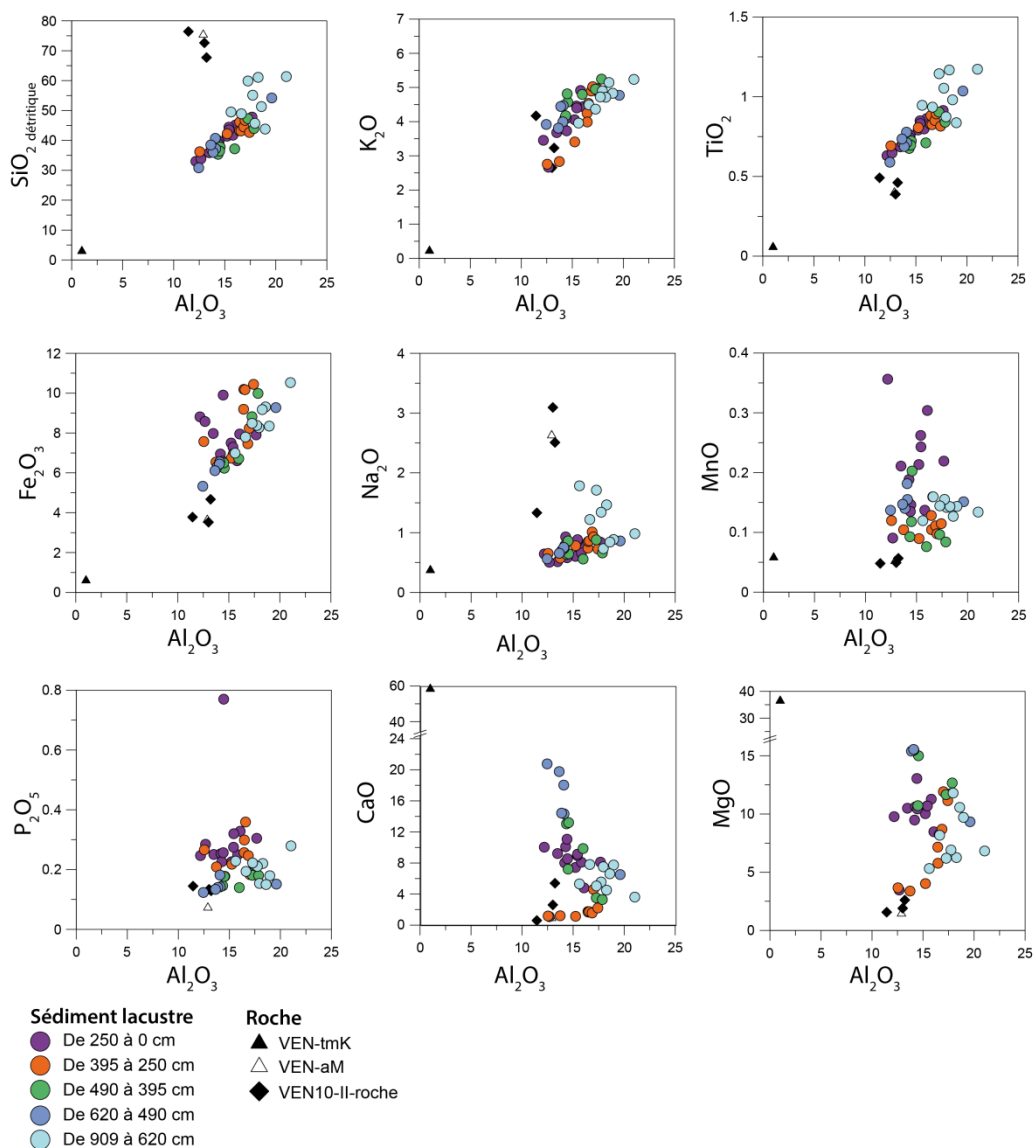 80
70
60
50
40
30
20
10
0
SiO₂ détritique
0 5 10 15 20 25
Al₂O₃
7
6
5
4
3
2
1
0
K₂O
0 5 10 15 20 25
Al₂O₃
1.5
1
0.5
0
TiO₂
0 5 10 15 20 25
Al₂O₃
12
10
8
6
4
2
0
Fe₂O₃
0 5 10 15 20 25
Al₂O₃
4
3
2
1
0
Na₂O
0 5 10 15 20 25
Al₂O₃
0.4
0.3
0.2
0.1
0
MnO
0 5 10 15 20 25
Al₂O₃
0.8
0.6
0.4
0.2
0
P₂O₅
0 5 10 15 20 25
Al₂O₃
60
40
24
20
16
12
8
4
0
CaO
0 5 10 15 20 25
Al₂O₃
40
30
15
10
5
0
MgO
0 5 10 15 20 25
Al₂O₃
Sédiment lacustre
De 250 à 0 cm
De 395 à 250 cm
De 490 à 395 cm
De 620 à 490 cm
De 909 à 620 cm
Roche
VEN-tmK
VEN-aM
VEN10-II-roche